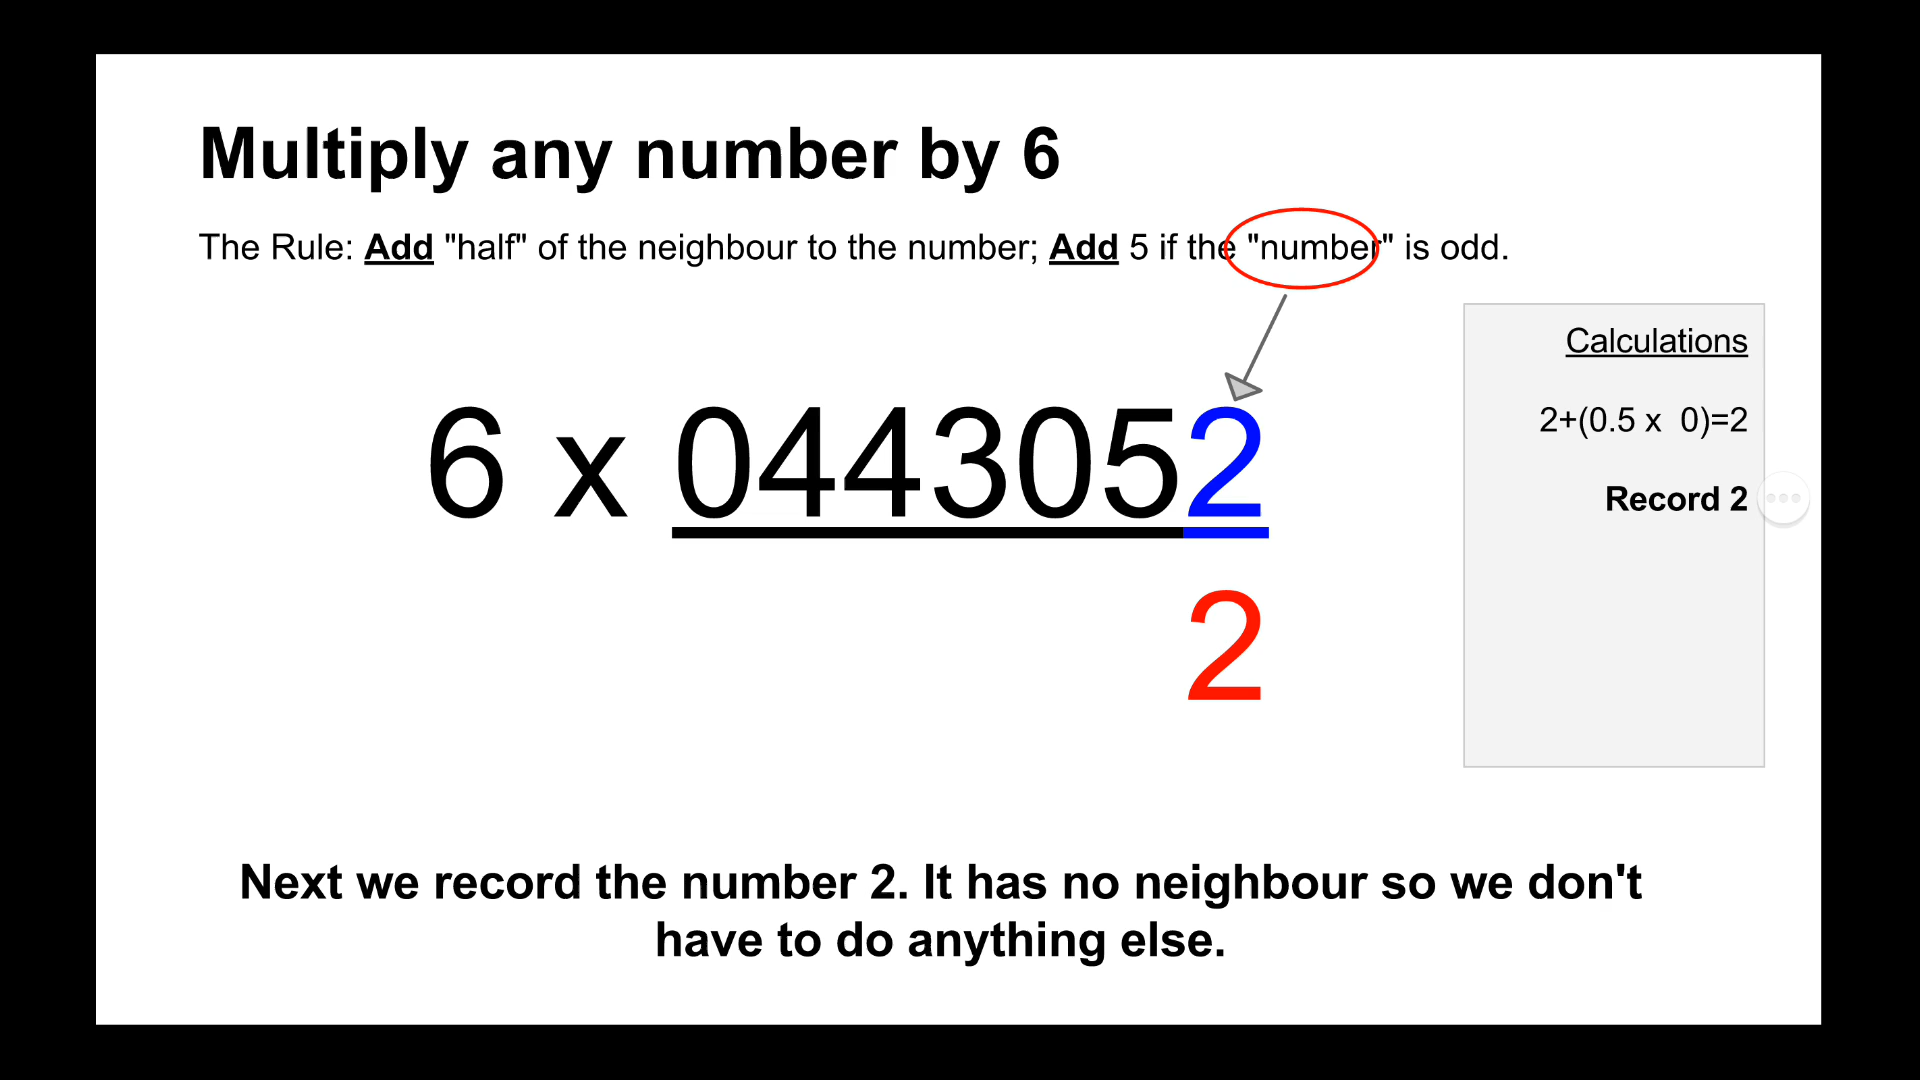 Multiply any number by 6
The Rule: Add "half" of the neighbour to the number; Add 5 if the "number" is odd.
Calculations
2+(0.5 x  0)=2
Record 2
6 x 0443052
2
Next we record the number 2. It has no neighbour so we don't
have to do anything else.